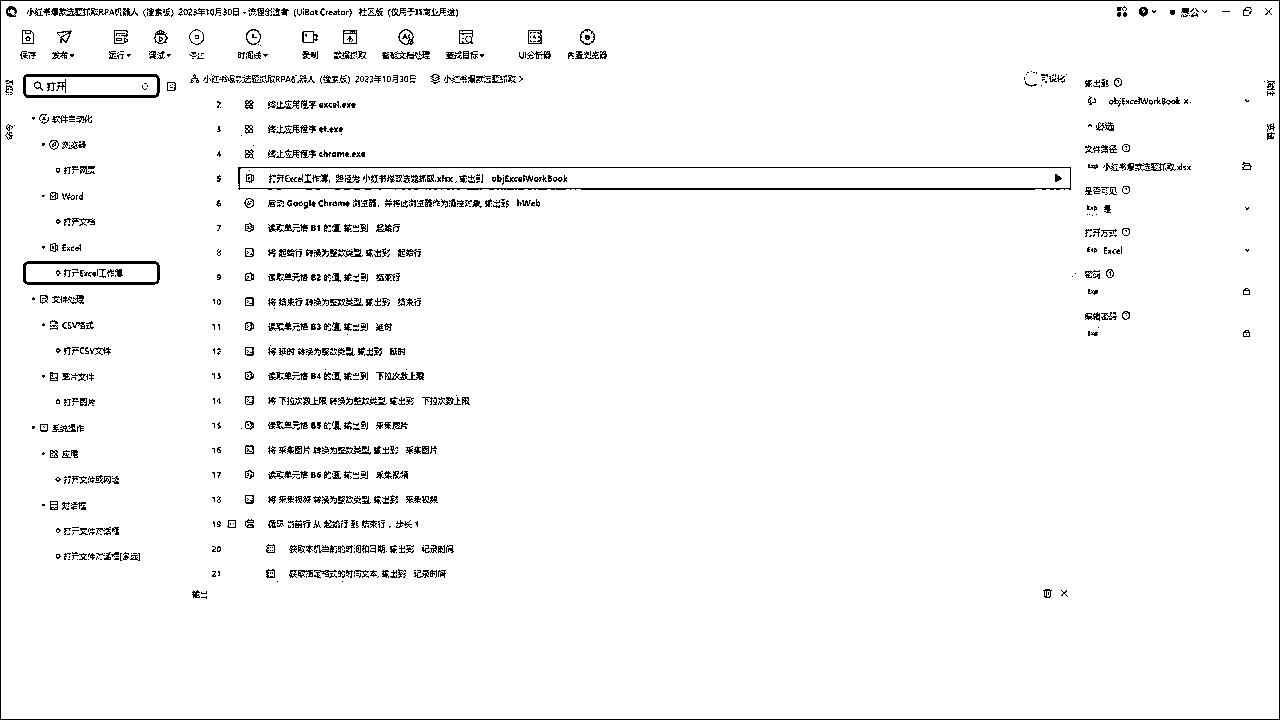 小红书爆款选题抓取RPA机器人（搜索版）2023年10月30日 - 流程创造者（UiBot Creator） 社区版（仅用于非商业用途）
愚公
保存
发布
运行
调试
停止
时间线
录制
数据抓取
智能文档处理
查找目标
UI分析器
内置浏览器
打开
软件自动化
浏览器
打开网页
Word
打开文档
Excel
打开Excel工作簿
文件处理
CSV格式
打开CSV文件
图片文件
打开图片
系统操作
应用
打开文件或网址
对话框
打开文件对话框
打开文件对话框[多选]
小红书爆款选题抓取RPA机器人（搜索版）2023年10月30日
小红书爆款选题抓取 >
可视化
2 终止应用程序 excel.exe
3 终止应用程序 et.exe
4 终止应用程序 chrome.exe
5 打开Excel工作簿，路径为 小红书爆款选题抓取.xlsx , 输出到 objExcelWorkBook
6 启动 Google Chrome 浏览器，并将此浏览器作为操控对象, 输出到 hWeb
7 读取单元格 B1 的值, 输出到 起始行
8 将 起始行 转换为整数类型, 输出到 起始行
9 读取单元格 B2 的值, 输出到 结束行
10 将 结束行 转换为整数类型, 输出到 结束行
11 读取单元格 B3 的值, 输出到 延时
12 将 延时 转换为整数类型, 输出到 延时
13 读取单元格 B4 的值, 输出到 下拉次数上限
14 将 下拉次数上限 转换为整数类型, 输出到 下拉次数上限
15 读取单元格 B5 的值, 输出到 采集图片
16 将 采集图片 转换为整数类型, 输出到 采集图片
17 读取单元格 B6 的值, 输出到 采集视频
18 将 采集视频 转换为整数类型, 输出到 采集视频
19 循环 当前行 从 起始行 到 结束行 ，步长 1
20 获取本机当前的时间和日期, 输出到 记录时间
21 获取指定格式的时间文本, 输出到 记录时间
输出
输出到
objExcelWorkBook ×
必选
文件路径
Exp 小红书爆款选题抓取.xlsx
是否可见
Exp 是
打开方式
Exp Excel
密码
Exp
编辑密码
Exp